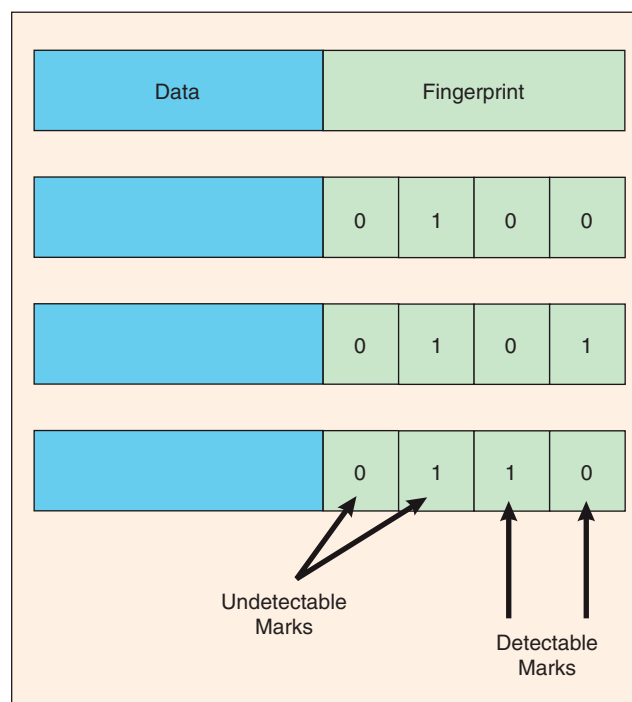 Data Fingerprint
0 1 0 0
0 1 0 1
0 1 1 0
Undetectable
Marks
Detectable
Marks